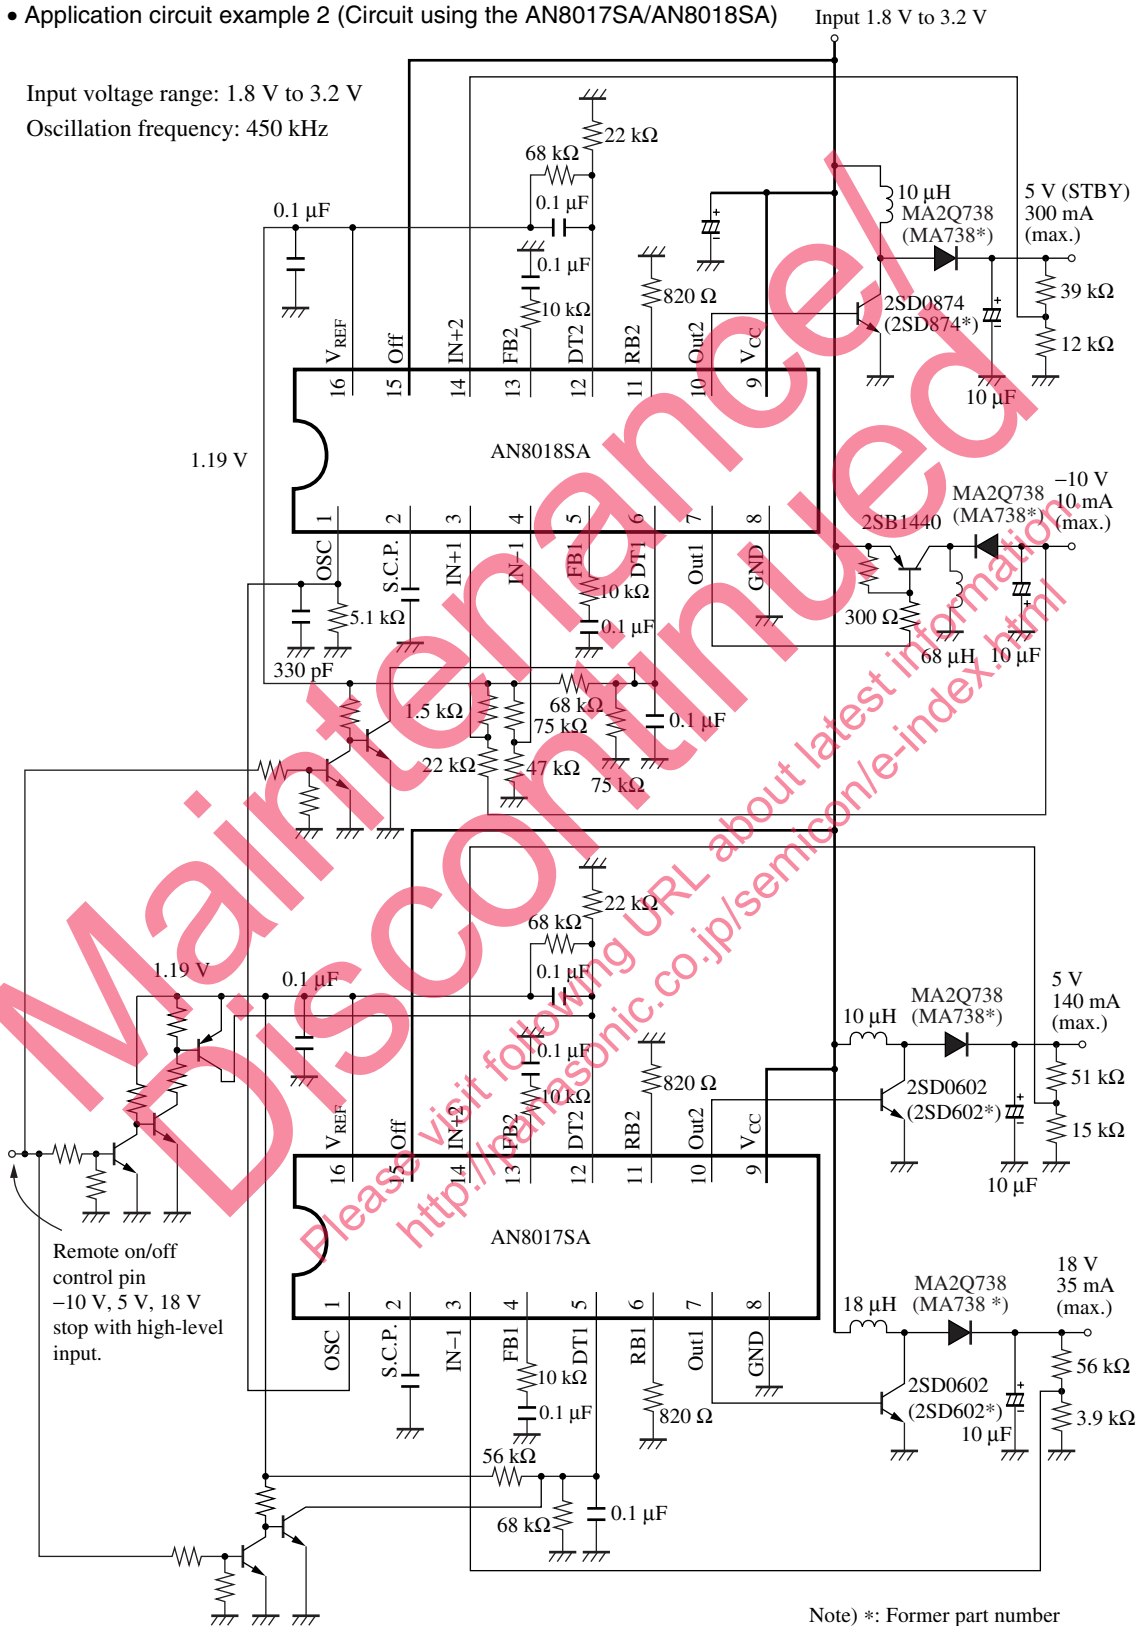 • Application circuit example 2 (Circuit using the AN8017SA/AN8018SA)
Input 1.8 V to 3.2 V
Input voltage range: 1.8 V to 3.2 V
Oscillation frequency: 450 kHz
22 kΩ
68 kΩ
0.1 μF
0.1 μF
0.1 μF
10 kΩ
820 Ω
10 μH
MA2Q738
(MA738*)
5 V (STBY)
300 mA
(max.)
2SD0874
(2SD874*)
39 kΩ
12 kΩ
10 μF
VREF
Off
IN+2
FB2
DT2
RB2
Out2
VCC
16
15
14
13
12
11
10
9
1.19 V
AN8018SA
1
2
3
4
5
6
7
8
OSC
S.C.P.
IN+1
IN−1
FB1
DT1
Out1
GND
MA2Q738
(MA738*)
−10 V
10 mA
(max.)
2SB1440
300 Ω
68 μH
10 μF
5.1 kΩ
330 pF
10 kΩ
0.1 μF
1.5 kΩ
68 kΩ
75 kΩ
0.1 μF
22 kΩ
47 kΩ
75 kΩ
22 kΩ
68 kΩ
0.1 μF
1.19 V
0.1 μF
0.1 μF
10 kΩ
820 Ω
10 μH
MA2Q738
(MA738*)
5 V
140 mA
(max.)
2SD0602
(2SD602*)
51 kΩ
15 kΩ
10 μF
VREF
Off
IN+2
FB2
DT2
RB2
Out2
VCC
16
15
14
13
12
11
10
9
AN8017SA
1
2
3
4
5
6
7
8
OSC
S.C.P.
IN−1
FB1
DT1
RB1
Out1
GND
Remote on/off
control pin
−10 V, 5 V, 18 V
stop with high-level
input.
18 μH
MA2Q738
(MA738 *)
18 V
35 mA
(max.)
2SD0602
(2SD602*)
56 kΩ
3.9 kΩ
10 μF
10 kΩ
0.1 μF
820 Ω
56 kΩ
68 kΩ
0.1 μF
Note) *: Former part number
Maintenance/
Discontinued
Please visit following URL about latest information.
http://panasonic.co.jp/semicon/e-index.html